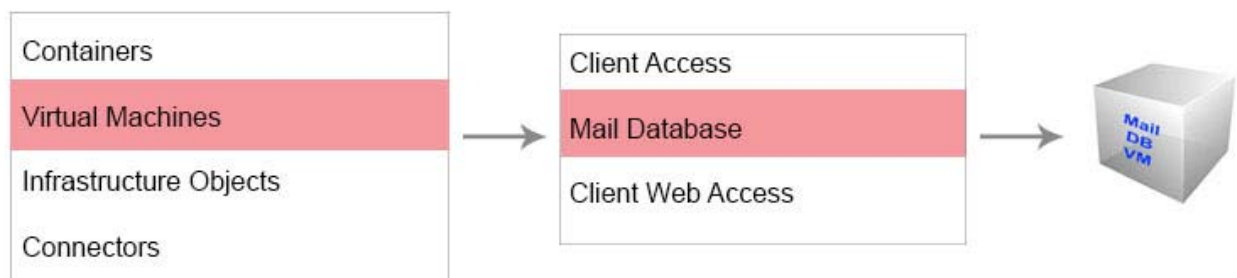 Containers
Virtual Machines
Infrastructure Objects
Connectors
Client Access
Mail Database
Client Web Access
Mail
DB
VM